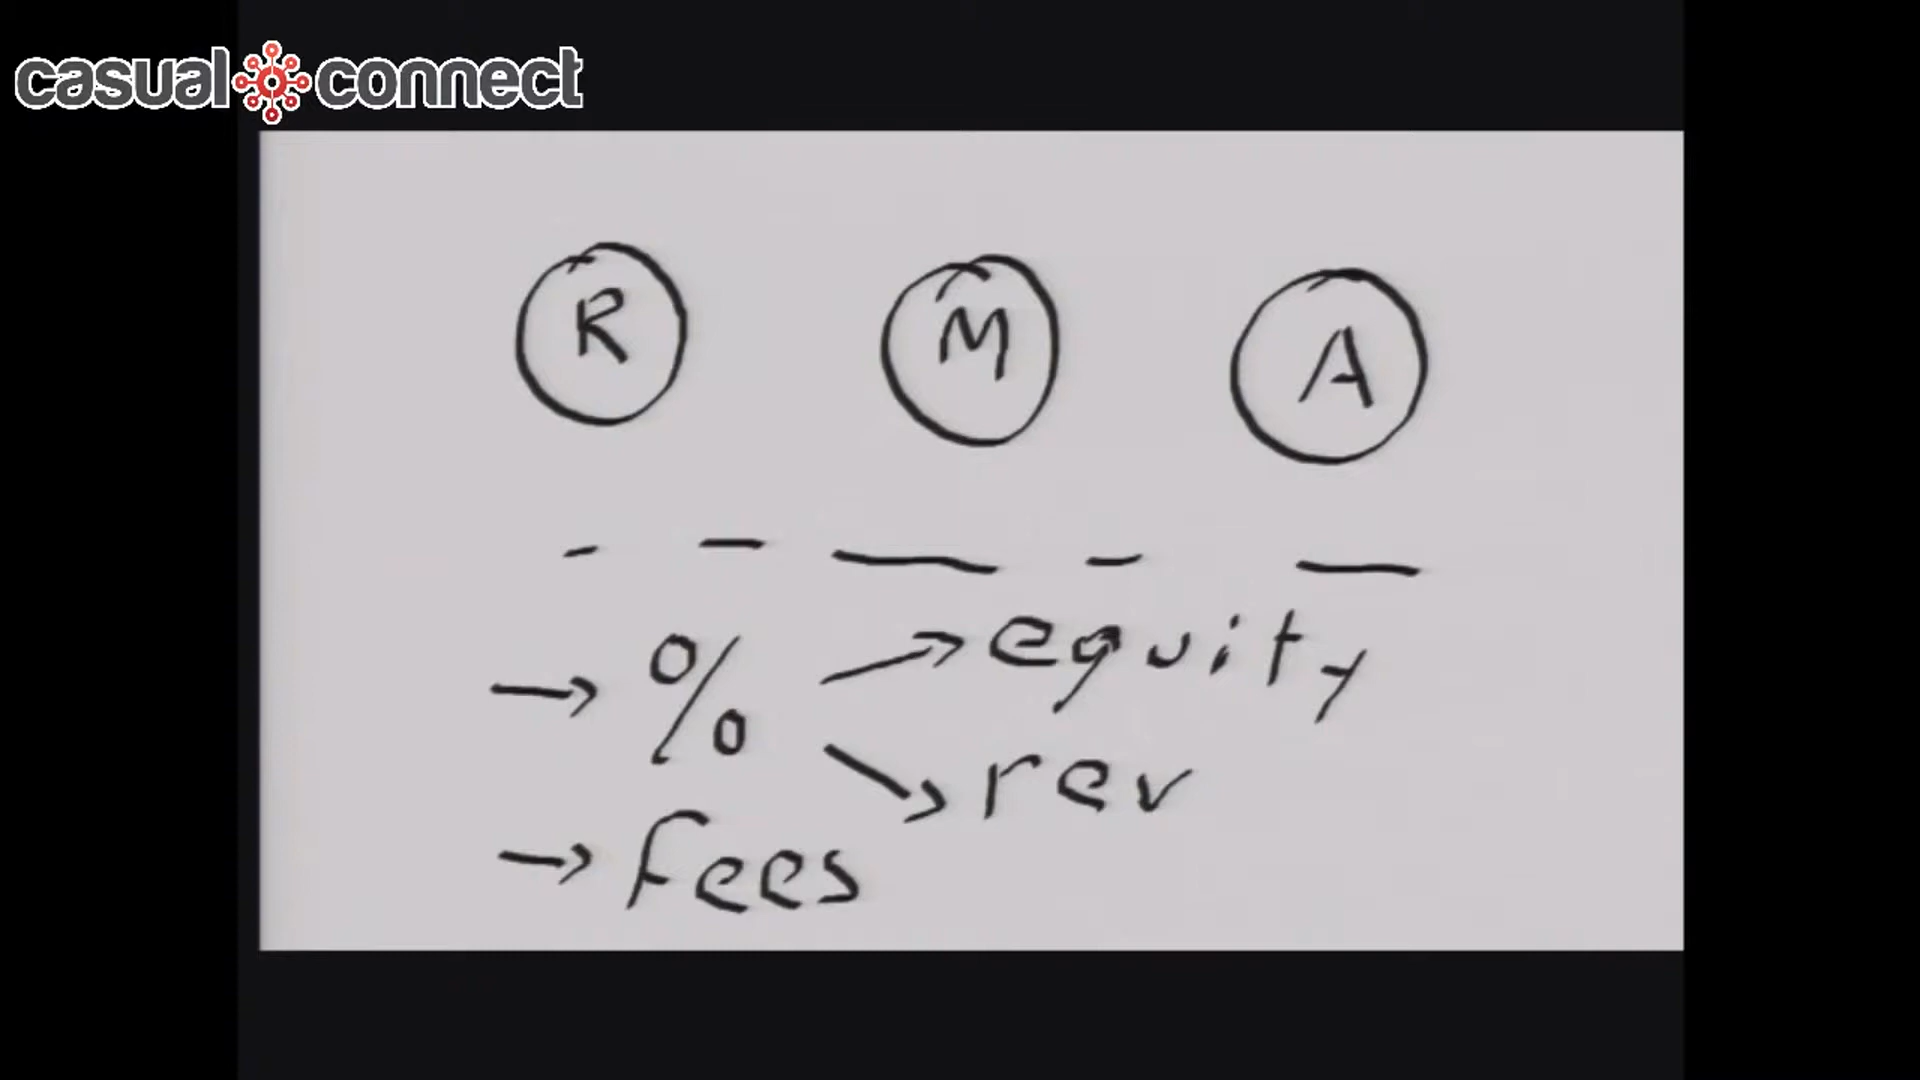 casual connect
R M A
→ % → equity
→ rev
→ Fees